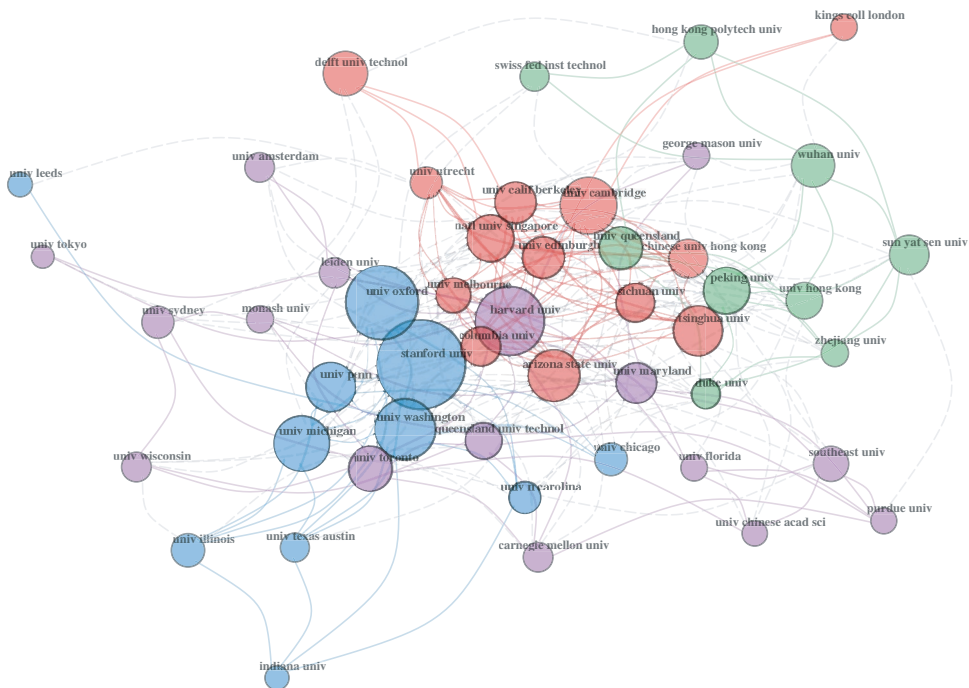 kings coll london
hong kong polytech univ
delft univ technol
swiss fed inst technol
george mason univ
univ amsterdam
wuhan univ
univ leeds
univ utrecht
univ calif berkeley
univ cambridge
natl univ singapore
univ queensland
univ tokyo
univ edinburgh
chinese univ hong kong
sun yat sen univ
leiden univ
peking univ
univ oxford
univ melbourne
sichuan univ
univ hong kong
univ sydney
monash univ
harvard univ
tsinghua univ
columbia univ
zhejiang univ
stanford univ
arizona state univ
univ penn
univ maryland
duke univ
univ michigan
univ washington
queensland univ technol
univ wisconsin
univ toronto
univ chicago
univ florida
southeast univ
univ n carolina
purdue univ
univ chinese acad sci
univ illinois
univ texas austin
carnegie mellon univ
indiana univ